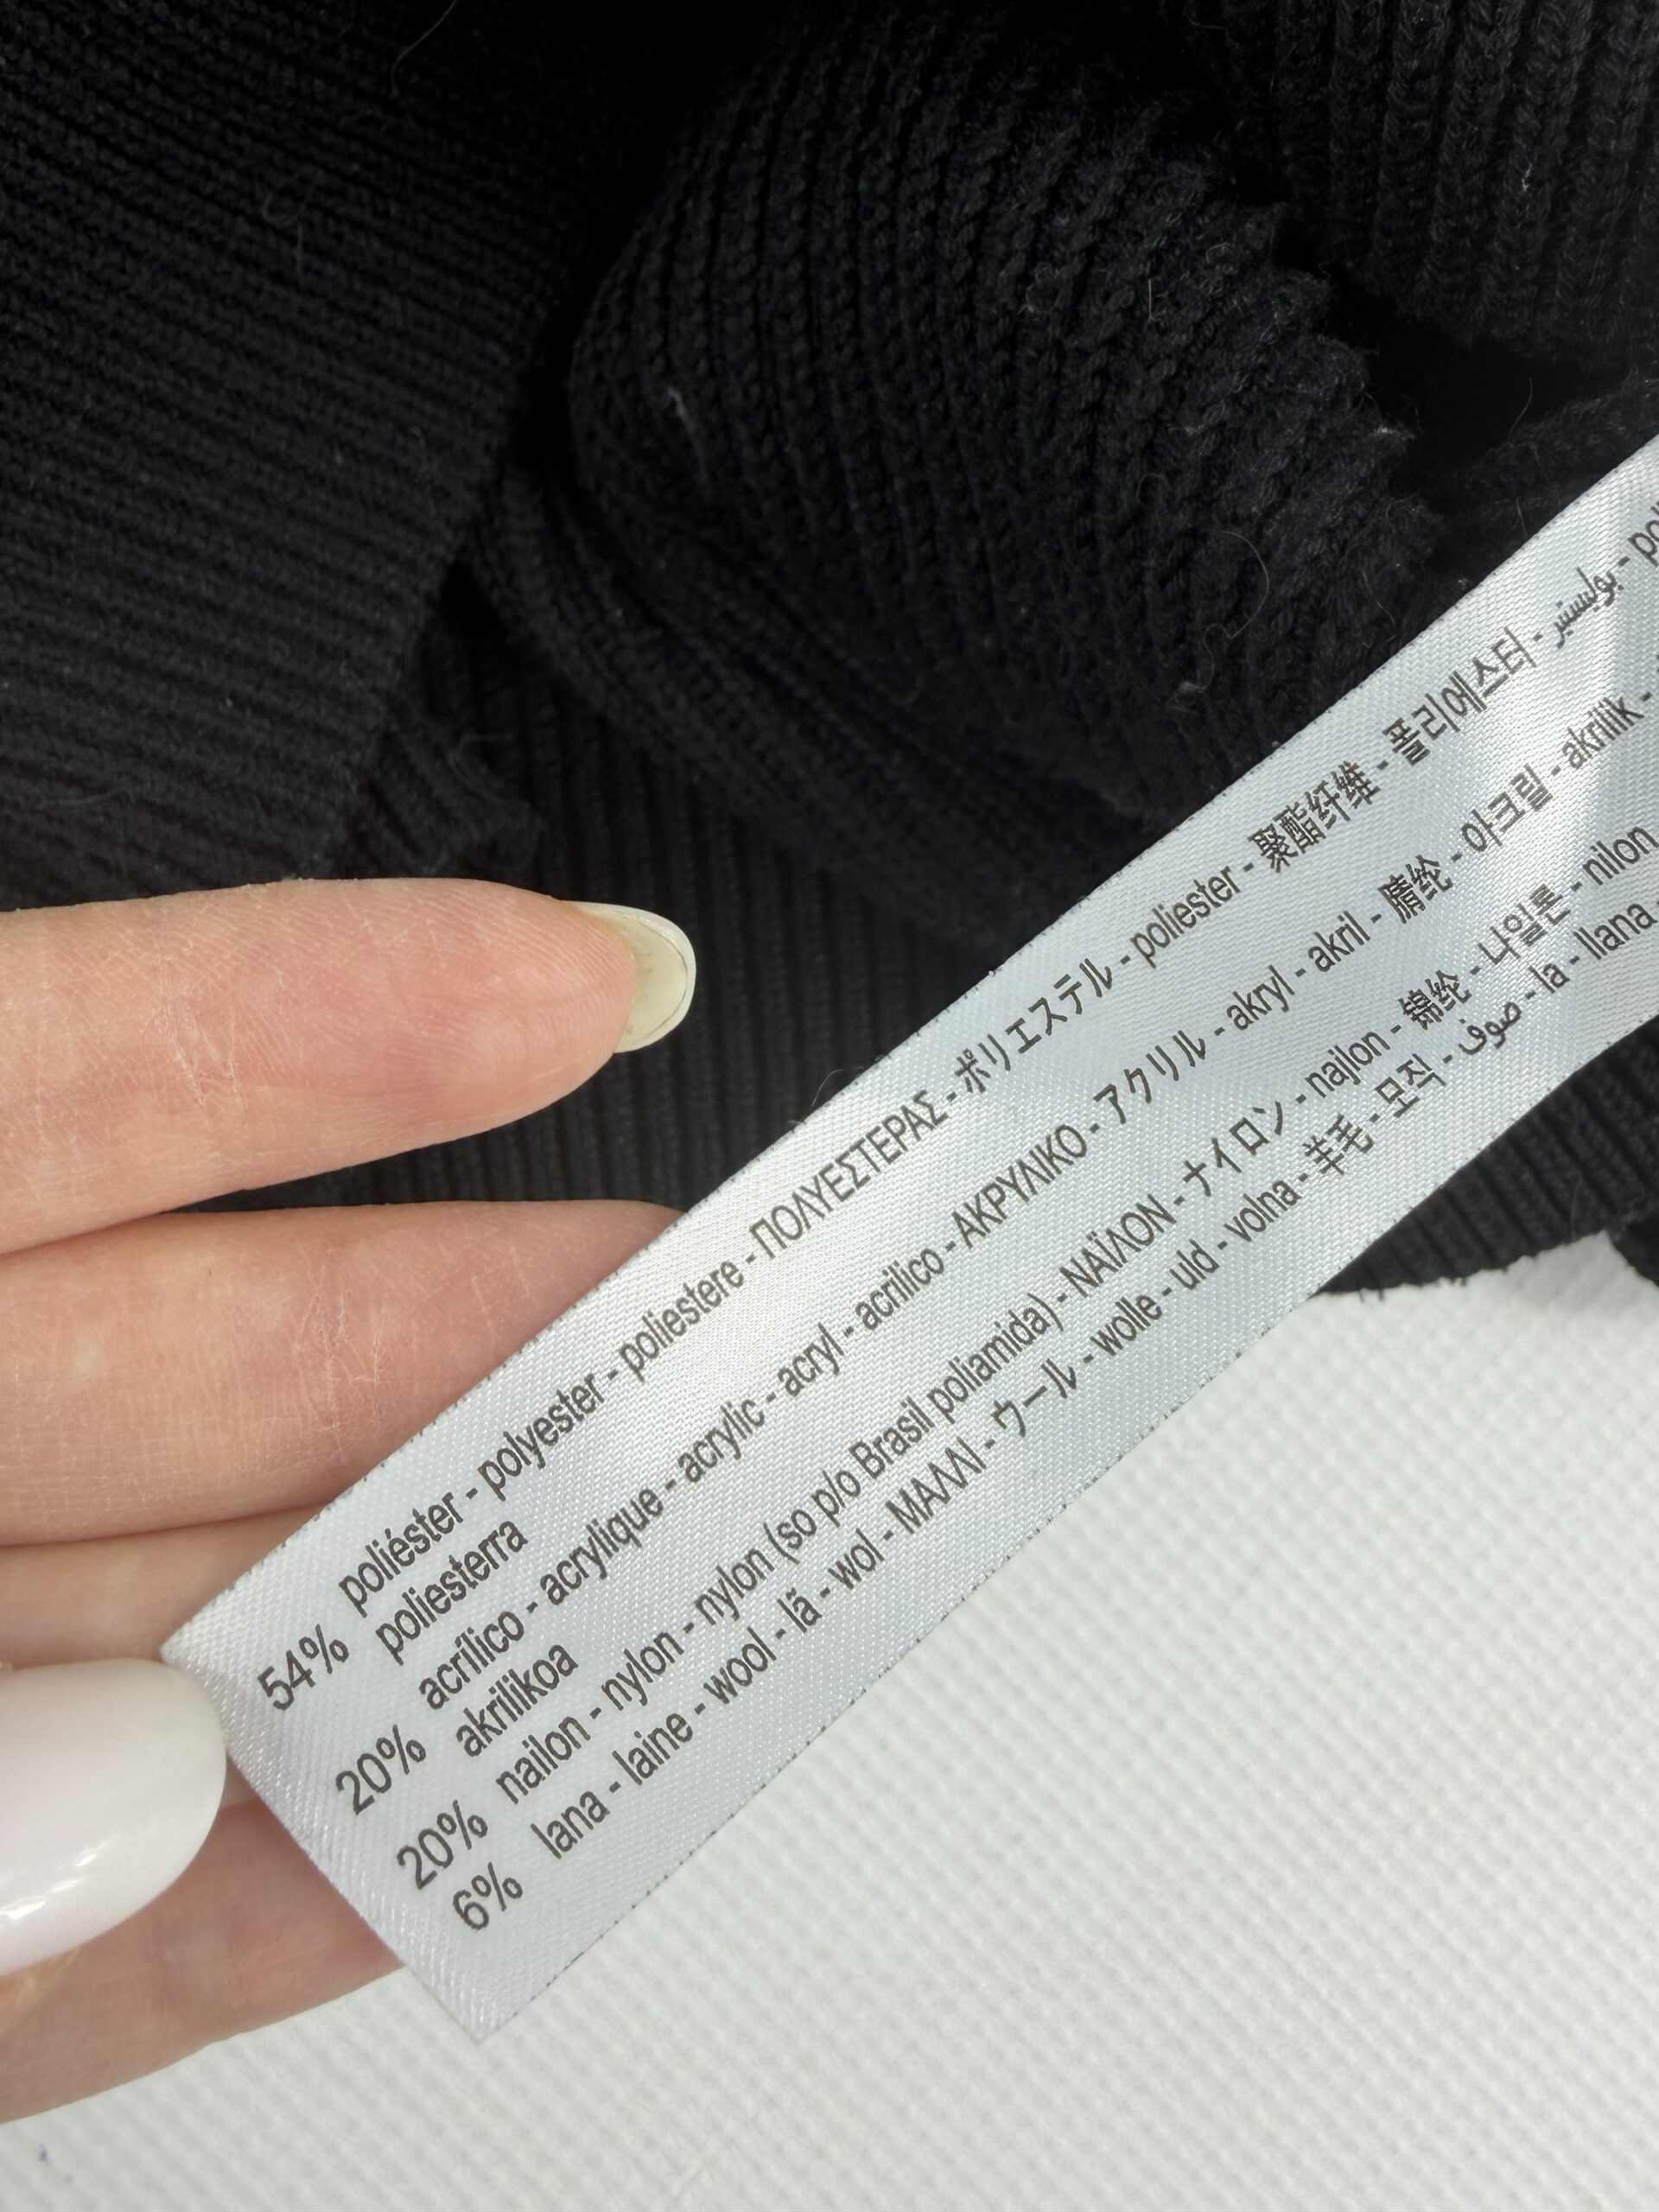 54% poliéster - polyester - poliestere - ΠΟΛΥΕΣΤΕΡΑΣ - ポリエステル - poliester - 聚酯纤维 - 폴리에스터 - بوليستير -
poliesterra
20% acrílico - acrylique - acrylic - acryl - acrilico - ΑΚΡΥΛΙΚΟ - アクリル - akryl - akril - 腈纶 - 아크릴 - akrilik -
akrilikoa
20% nailon - nylon - nylon (so p/o Brasil poliamida) - ΝΑΪΛΟΝ - ナイロン - najlon - 锦纶 - 나일론 - nilon
6% lana - laine - wool - lã - wol - ΜΑΛΛΙ - ウール - wolle - uld - volna - 羊毛 - 모직 - صوف - la - llana -